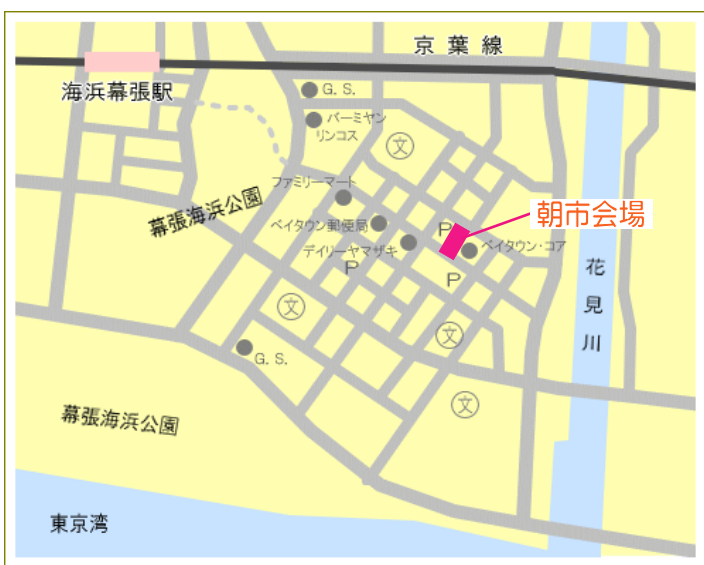 京葉線
海浜幕張駅
G. S.
バーミヤン
リンコス
文
ファミリーマート
幕張海浜公園
朝市会場
ベイタウン郵便局
P
ベイタウン・コア
デイリーヤマザキ
P
P
花見川
文
文
G. S.
文
幕張海浜公園
東京湾